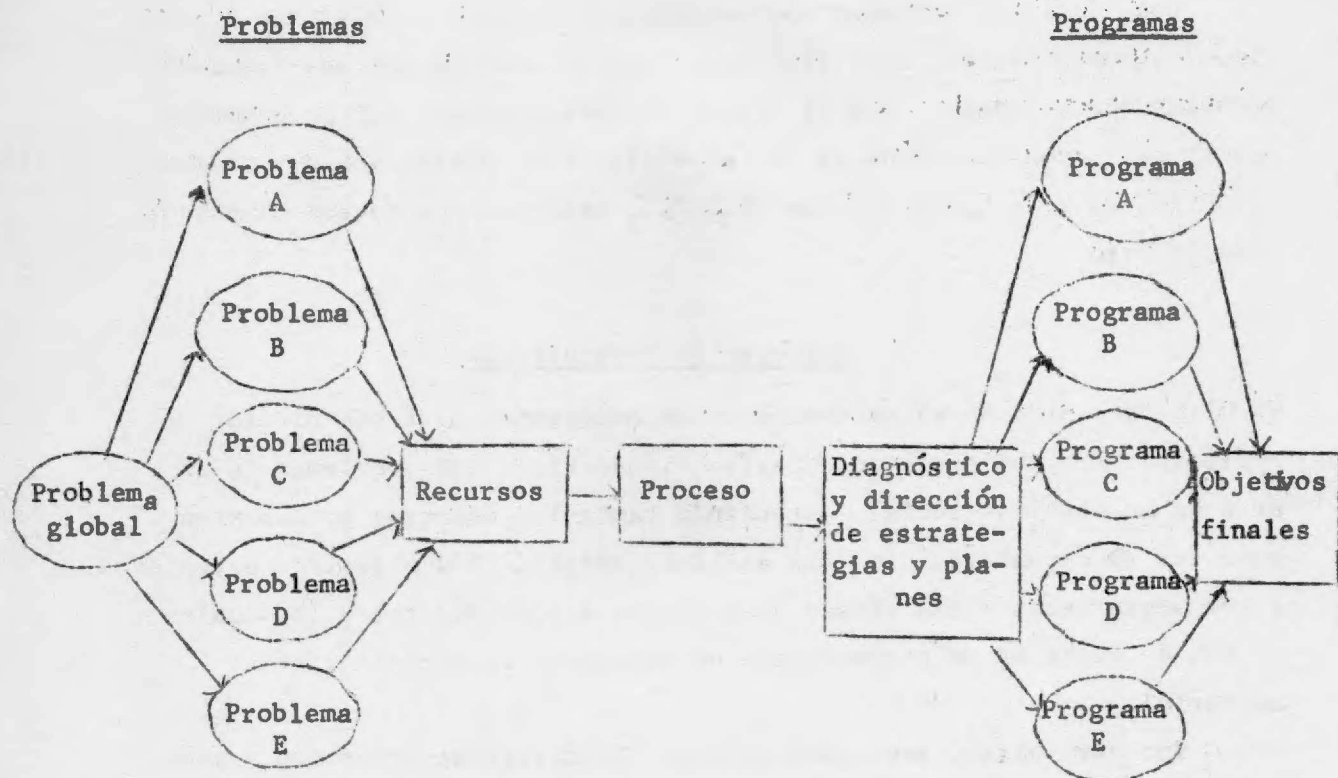 Problemas
Programas
Problema
A
Problema
B
Problema
C
Problema
global
Problema
D
Problema
E
Recursos
Proceso
Diagnóstico
y dirección
de estrate-
gias y pla-
nes
Programa
A
Programa
B
Programa
C
Programa
D
Programa
E
Objetivos
finales